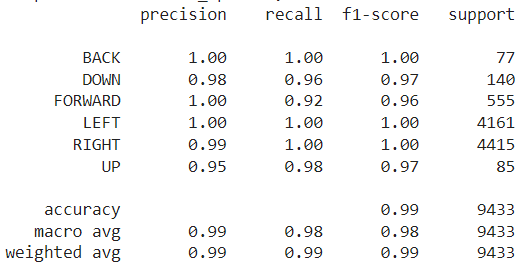 precision recall f1-score support
BACK 1.00 1.00 1.00 77
DOWN 0.98 0.96 0.97 140
FORWARD 1.00 0.92 0.96 555
LEFT 1.00 1.00 1.00 4161
RIGHT 0.99 1.00 1.00 4415
UP 0.95 0.98 0.97 85
accuracy 0.99 9433
macro avg 0.99 0.98 0.98 9433
weighted avg 0.99 0.99 0.99 9433